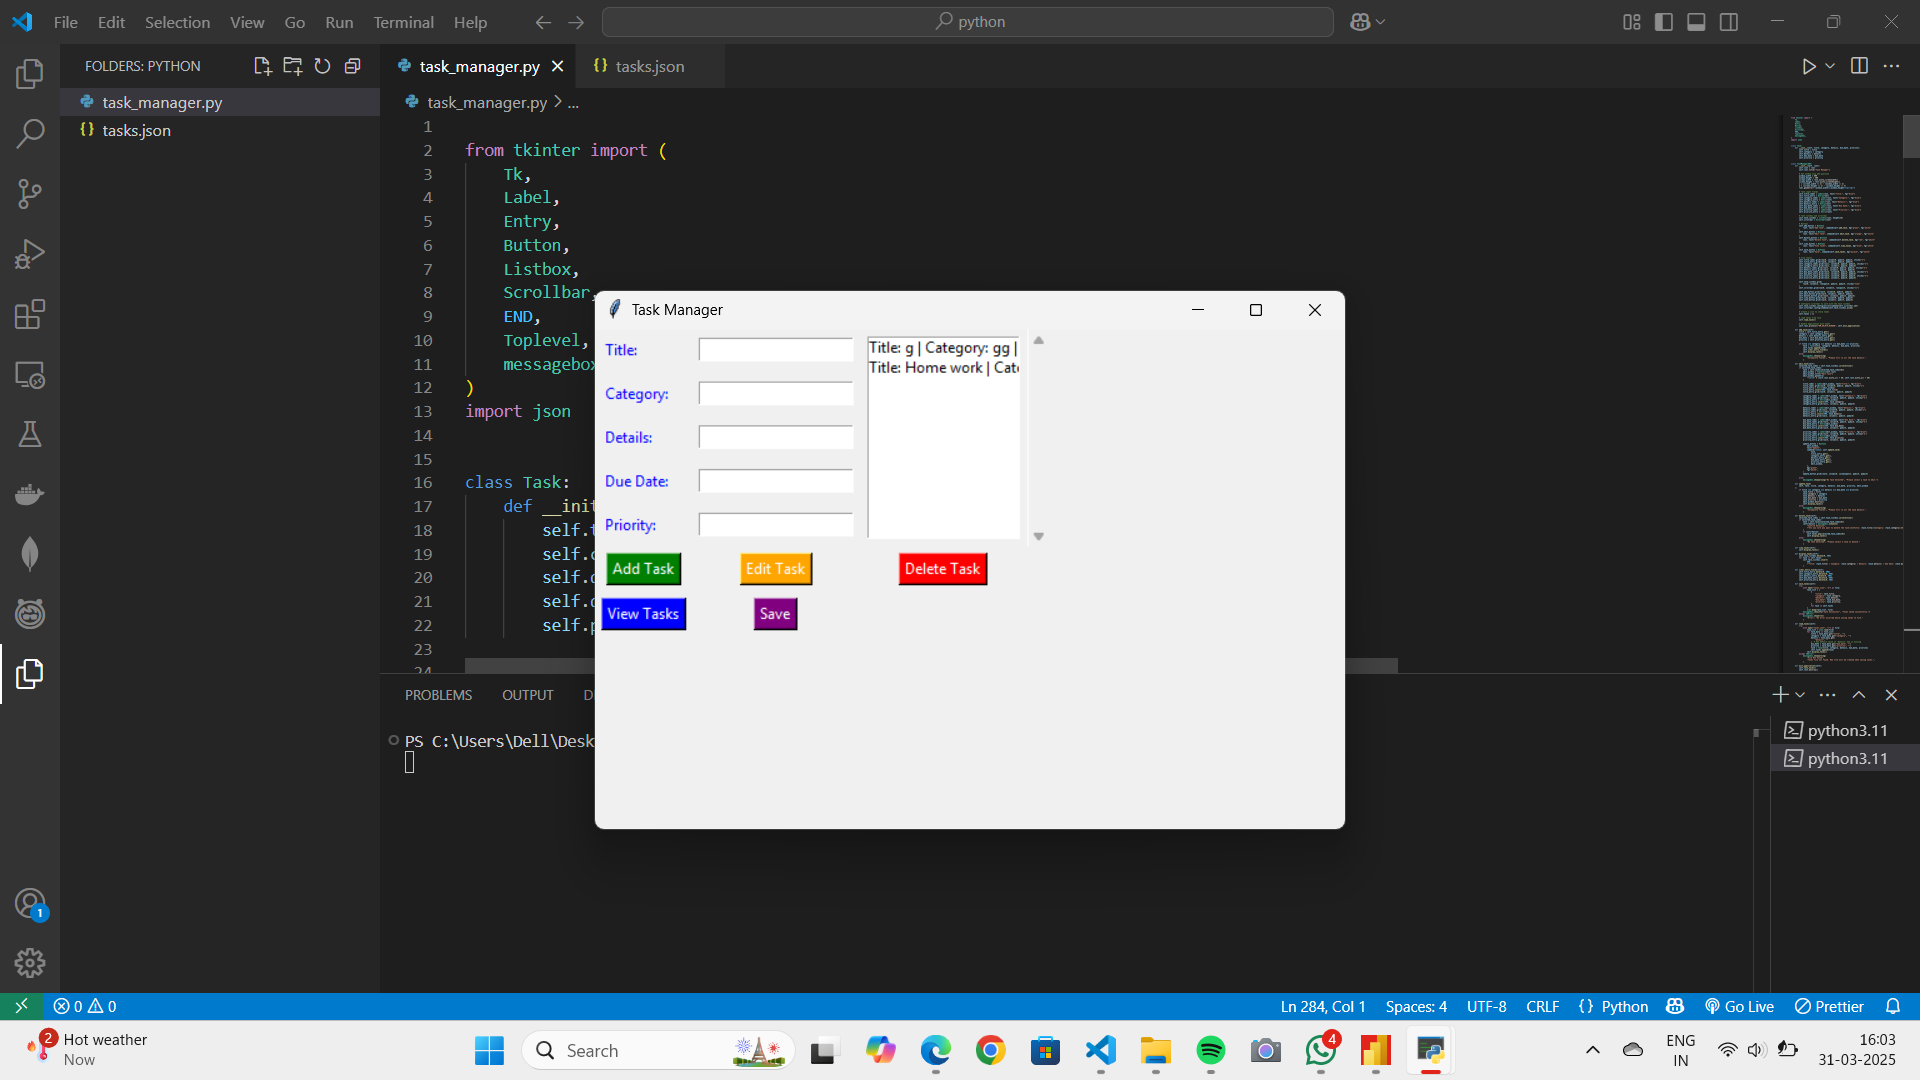 File Edit Selection View Go Run Terminal Help
python
FOLDERS: PYTHON
task_manager.py
tasks.json
task_manager.py
tasks.json
task_manager.py > ...
1
2 from tkinter import (
3 Tk,
4 Label,
5 Entry,
6 Button,
7 Listbox,
8 Scrollbar,
9 END,
10 Toplevel,
11 messagebox
12 )
13 import json
14
15
16 class Task:
17 def __init
18 self.t
19 self.c
20 self.d
21 self.d
22 self.p
23
24
Task Manager
Title:
Category:
Details:
Due Date:
Priority:
Title: g | Category: gg |
Title: Home work | Cate
Add Task
Edit Task
Delete Task
View Tasks
Save
PROBLEMS OUTPUT D
PS C:\Users\Dell\Desk
python3.11
python3.11
1
0 0
Ln 284, Col 1
Spaces: 4
UTF-8
CRLF
{ } Python
Go Live
Prettier
2
Hot weather
Now
Search
4
ENG
IN
16:03
31-03-2025